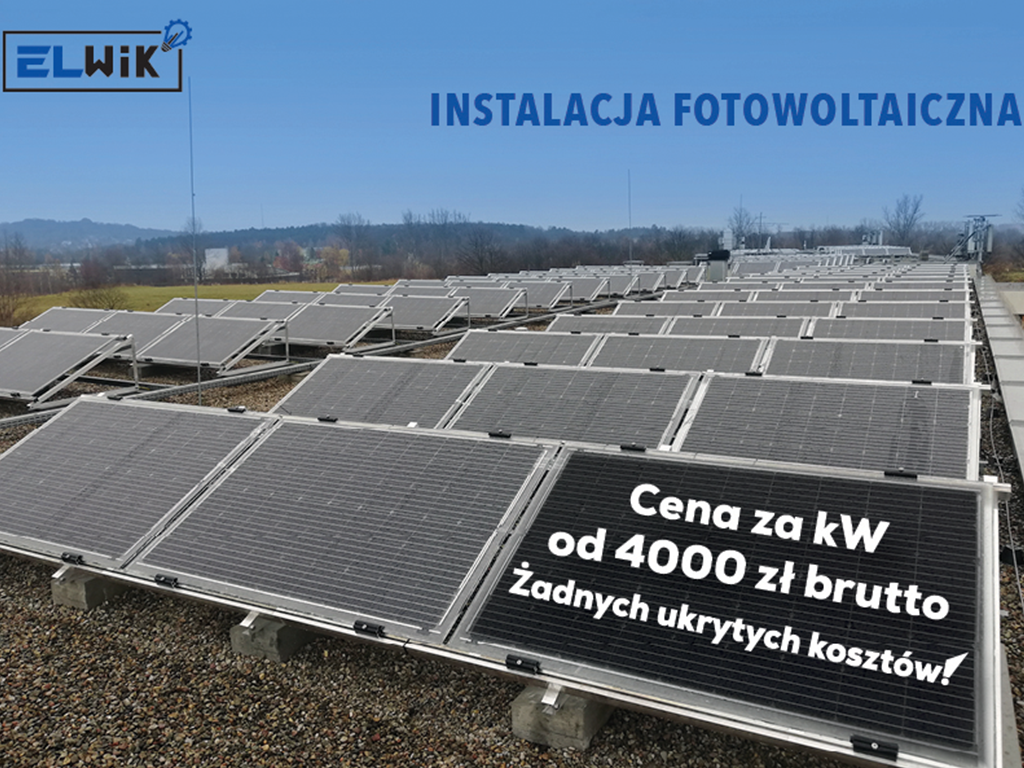 ELWiK
INSTALACJA FOTOWOLTAICZNA
Cena za kW
od 4000 zł brutto
Żadnych ukrytych kosztów!